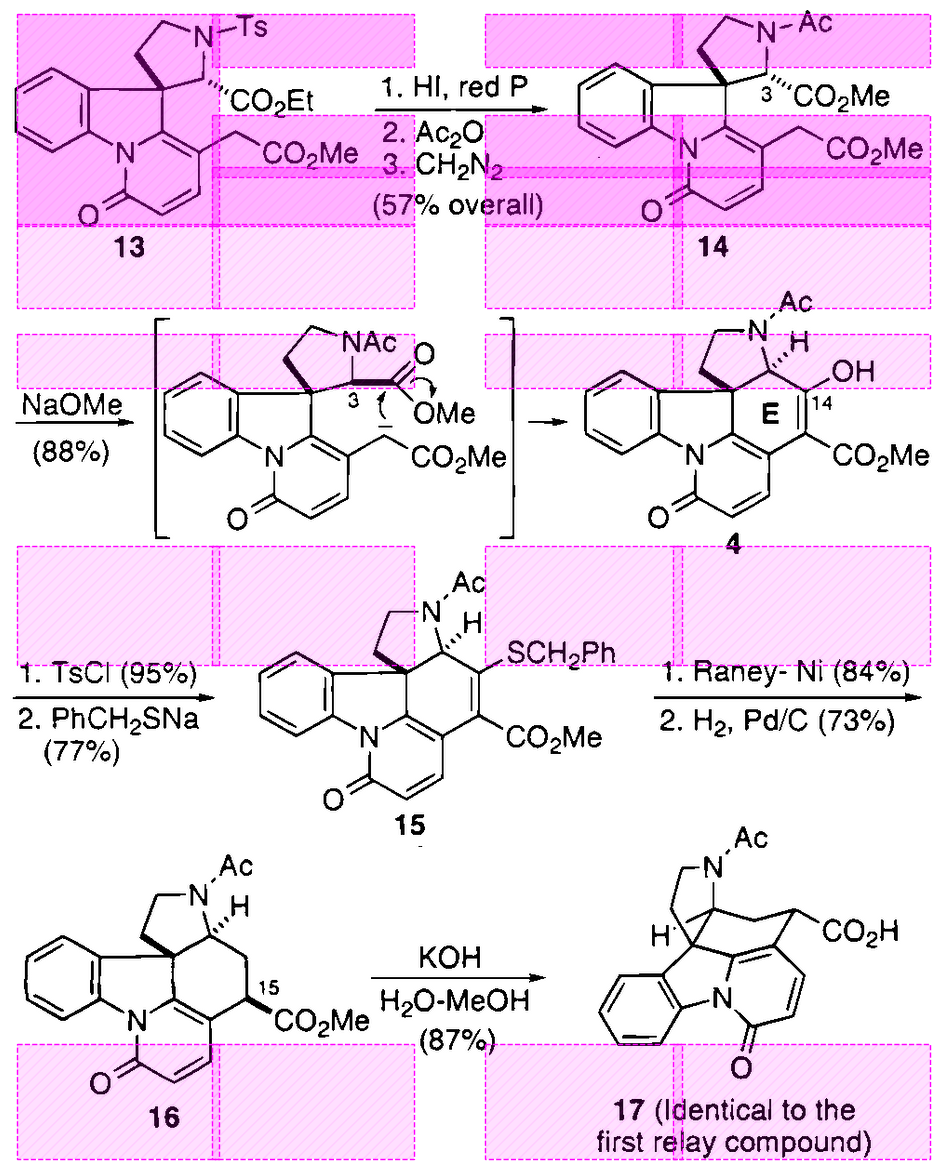 N Ts
N Ac
CO2Et
1. HI, red P
3
CO2Me
2. Ac2O
N
CO2Me
3. CH2N2
N
CO2Me
O
(57% overall)
O
13
14
N Ac
NAc
O
H
NaOMe
3
OMe
OH
14
E
(88%)
N
CO2Me
N
CO2Me
O
O
4
Ac
N
H
1. TsCl (95%)
SCH2Ph
1. Raney- Ni (84%)
2. PhCH2SNa
N
CO2Me
2. H2, Pd/C (73%)
(77%)
O
15
Ac
N
Ac
N
H
H
CO2H
KOH
15
N
CO2Me
H2O-MeOH
N
(87%)
O
O
16
17 (Identical to the
first relay compound)